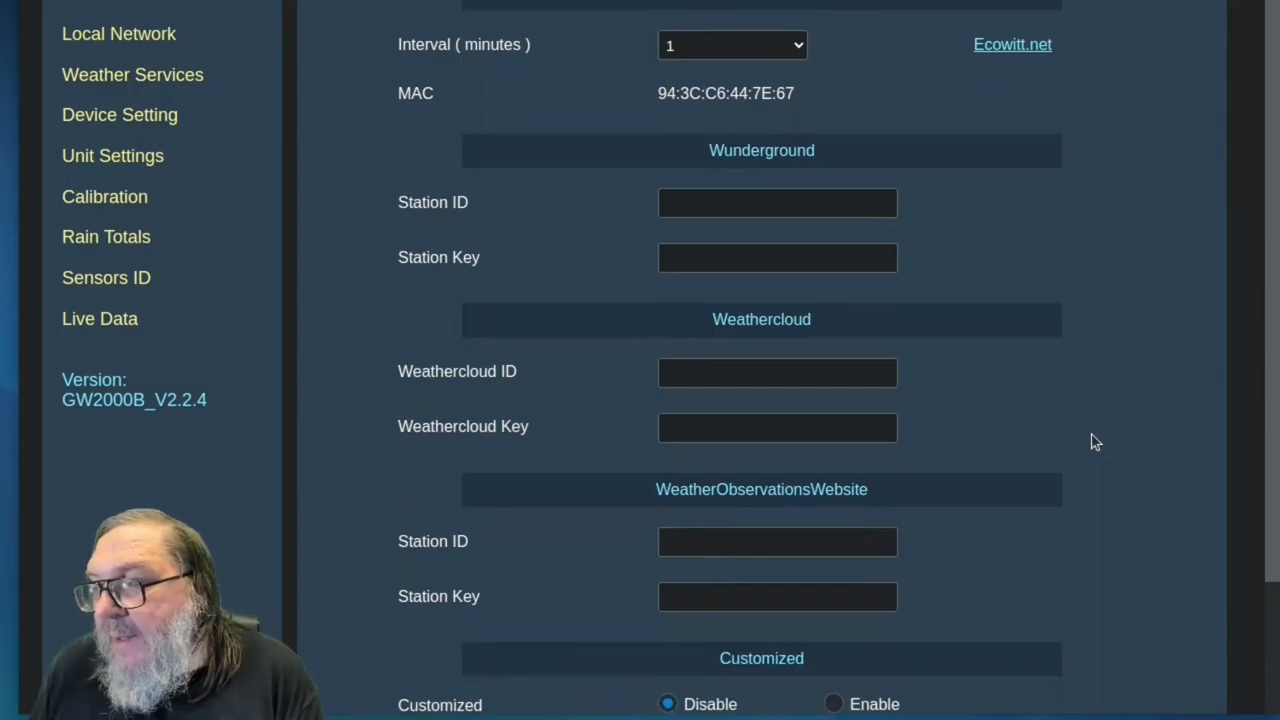 Local Network
Weather Services
Device Setting
Unit Settings
Calibration
Rain Totals
Sensors ID
Live Data
Version:
GW2000B_V2.2.4
Interval ( minutes )
1
Ecowitt.net
MAC
94:3C:C6:44:7E:67
Wunderground
Station ID
Station Key
Weathercloud
Weathercloud ID
Weathercloud Key
WeatherObservationsWebsite
Station ID
Station Key
Customized
Customized
Disable
Enable